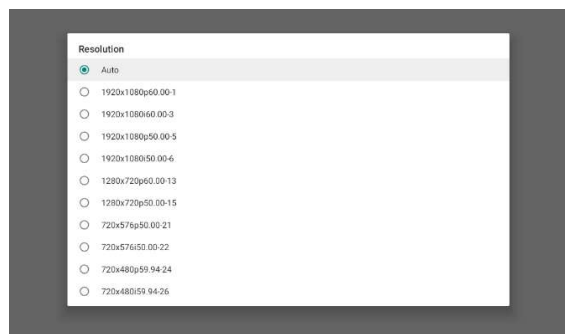 Resolution
Auto
1920x1080p60.00-1
1920x1080i60.00-3
1920x1080p50.00-5
1920x1080i50.00-6
1280x720p60.00-13
1280x720p50.00-15
720x576p50.00-21
720x576i50.00-22
720x480p59.94-24
720x480i59.94-26